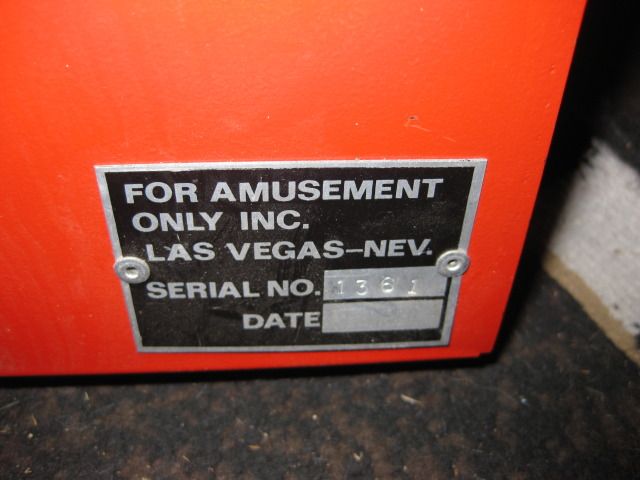 FOR AMUSEMENT
ONLY INC.
LAS VEGAS-NEV.
SERIAL NO. 1361
DATE